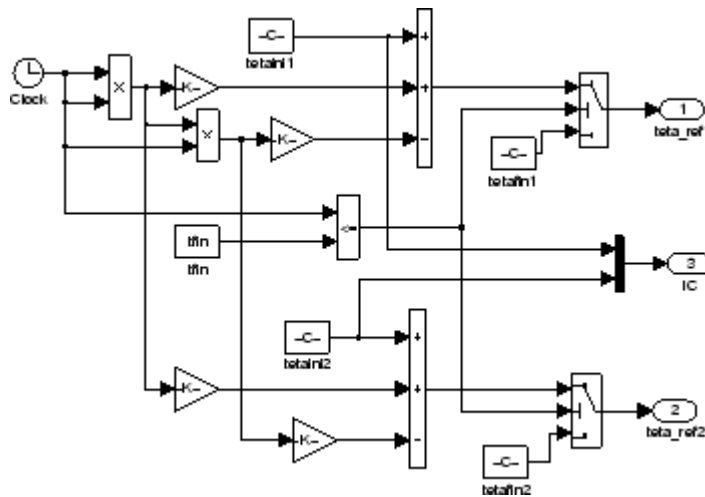 -C-
tetaini1
+
Clock
×
-K-
+
1
teta_ref
×
-K-
-
-C-
tetafin1
<=
tfin
tfin
3
IC
-C-
tetaini2
+
-K-
+
2
teta_ref2
-K-
-
-C-
tetafin2